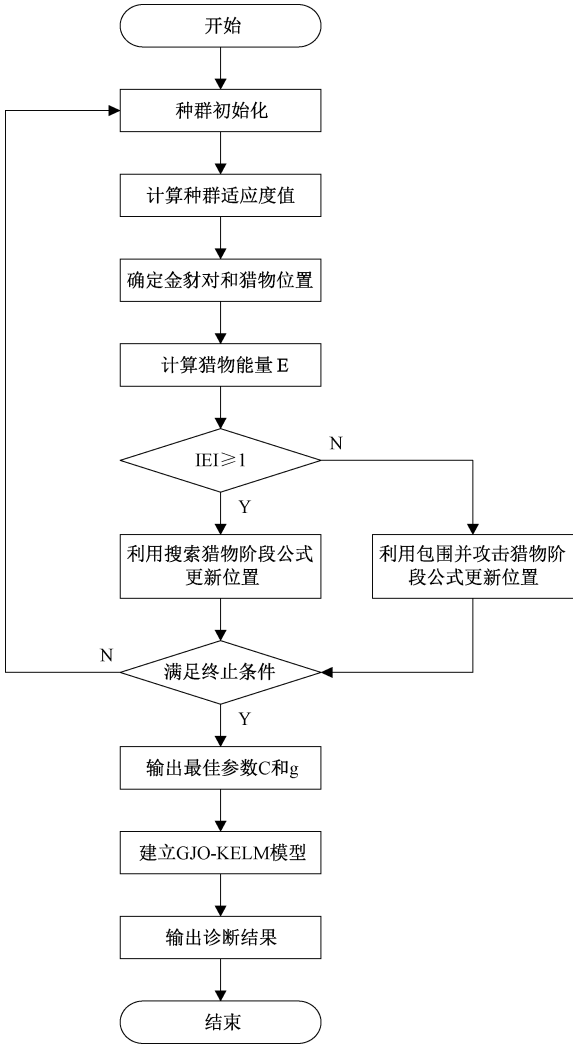 开始
种群初始化
计算种群适应度值
确定金豺对和猎物位置
计算猎物能量E
IEI≥1
N
Y
利用搜索猎物阶段公式
更新位置
利用包围并攻击猎物阶
段公式更新位置
N
满足终止条件
Y
输出最佳参数C和g
建立GJO-KELM模型
输出诊断结果
结束